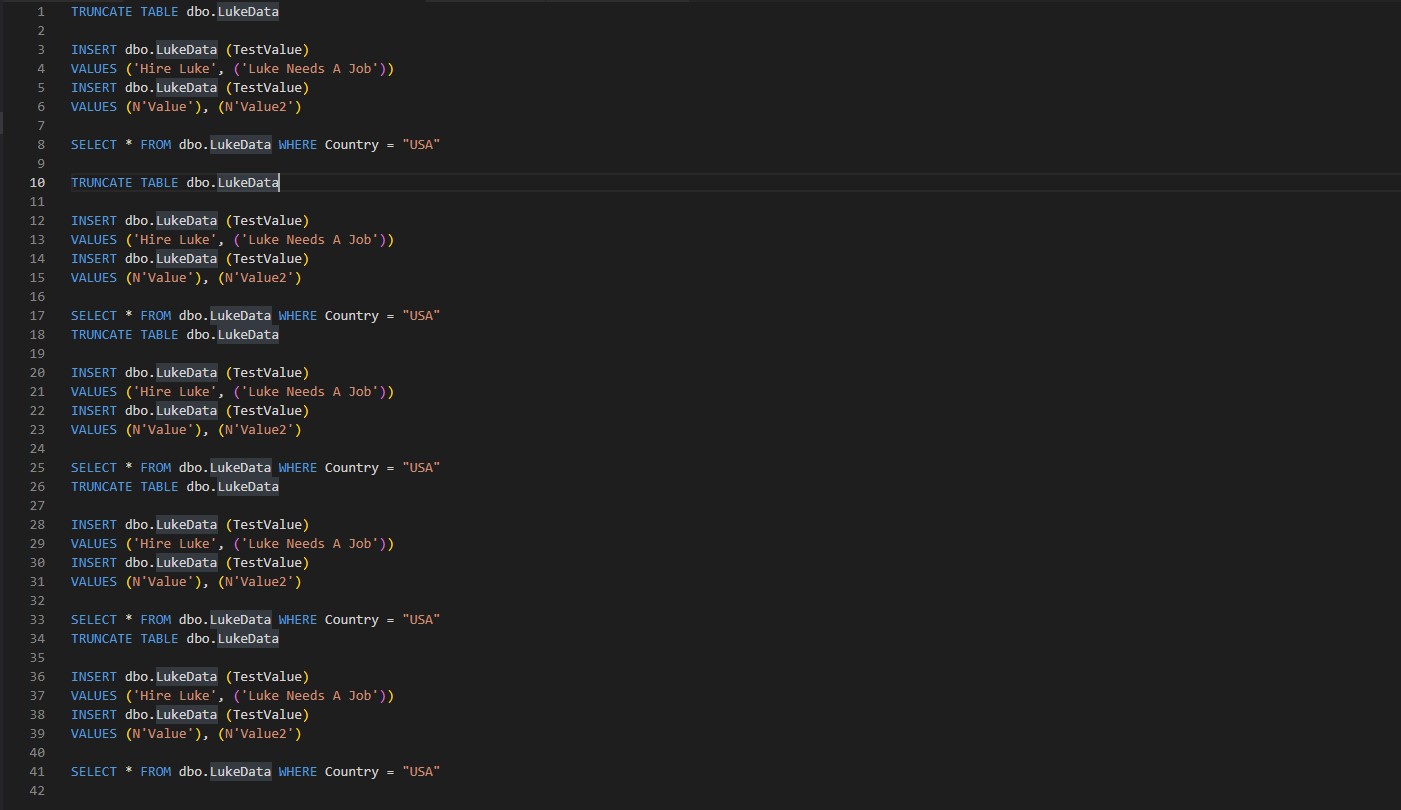 1 TRUNCATE TABLE dbo.LukeData
2
3 INSERT dbo.LukeData (TestValue)
4 VALUES ('Hire Luke', ('Luke Needs A Job'))
5 INSERT dbo.LukeData (TestValue)
6 VALUES (N'Value'), (N'Value2')
7
8 SELECT * FROM dbo.LukeData WHERE Country = "USA"
9
10 TRUNCATE TABLE dbo.LukeData
11
12 INSERT dbo.LukeData (TestValue)
13 VALUES ('Hire Luke', ('Luke Needs A Job'))
14 INSERT dbo.LukeData (TestValue)
15 VALUES (N'Value'), (N'Value2')
16
17 SELECT * FROM dbo.LukeData WHERE Country = "USA"
18 TRUNCATE TABLE dbo.LukeData
19
20 INSERT dbo.LukeData (TestValue)
21 VALUES ('Hire Luke', ('Luke Needs A Job'))
22 INSERT dbo.LukeData (TestValue)
23 VALUES (N'Value'), (N'Value2')
24
25 SELECT * FROM dbo.LukeData WHERE Country = "USA"
26 TRUNCATE TABLE dbo.LukeData
27
28 INSERT dbo.LukeData (TestValue)
29 VALUES ('Hire Luke', ('Luke Needs A Job'))
30 INSERT dbo.LukeData (TestValue)
31 VALUES (N'Value'), (N'Value2')
32
33 SELECT * FROM dbo.LukeData WHERE Country = "USA"
34 TRUNCATE TABLE dbo.LukeData
35
36 INSERT dbo.LukeData (TestValue)
37 VALUES ('Hire Luke', ('Luke Needs A Job'))
38 INSERT dbo.LukeData (TestValue)
39 VALUES (N'Value'), (N'Value2')
40
41 SELECT * FROM dbo.LukeData WHERE Country = "USA"
42